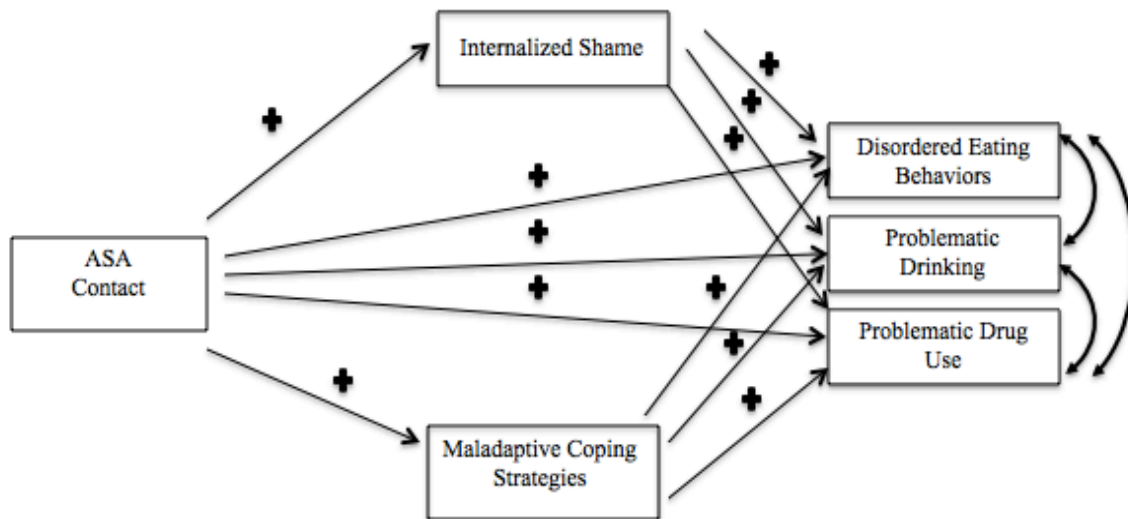 Internalized Shame
Disordered Eating
Behaviors
ASA
Contact
Problematic
Drinking
Problematic Drug
Use
Maladaptive Coping
Strategies